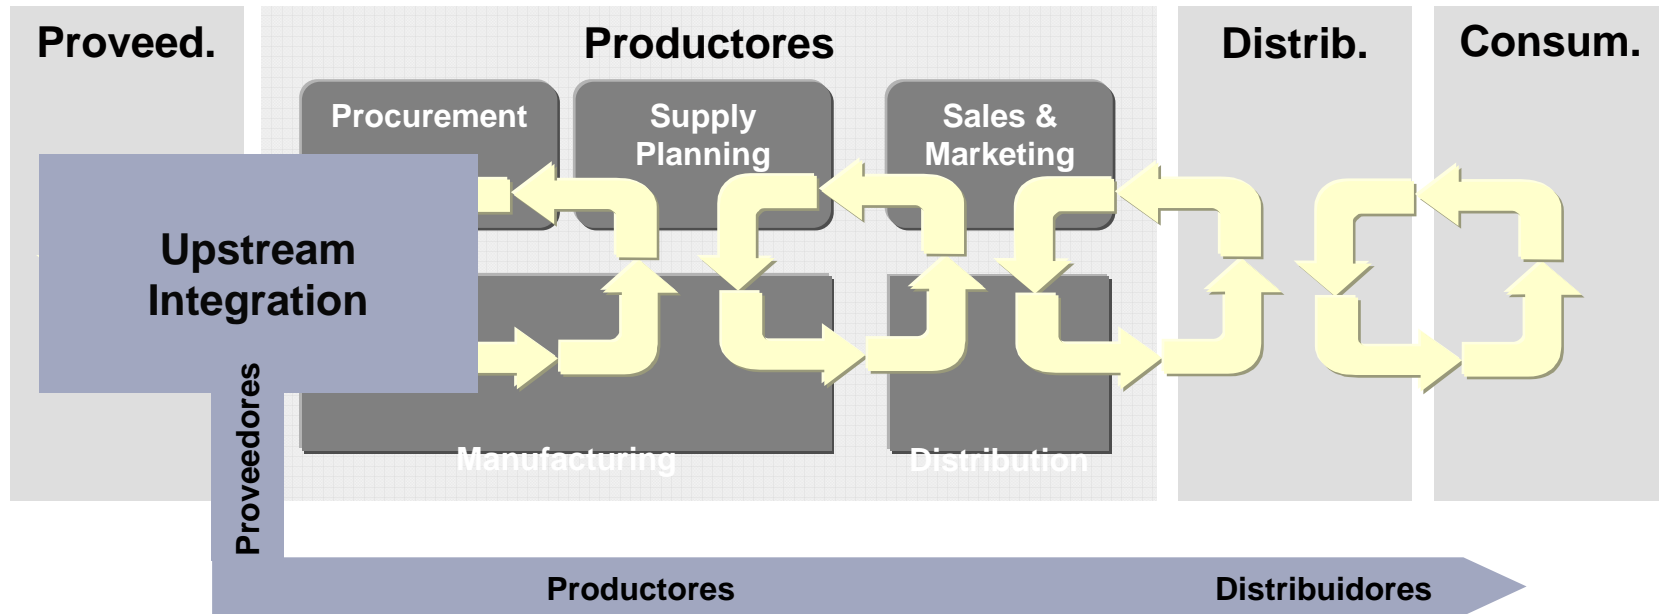 Proveed.
Productores
Distrib.
Consum.
Procurement
Supply
Planning
Sales &
Marketing
Upstream
Integration
Manufacturing
Distribution
Proveedores
Productores
Distribuidores